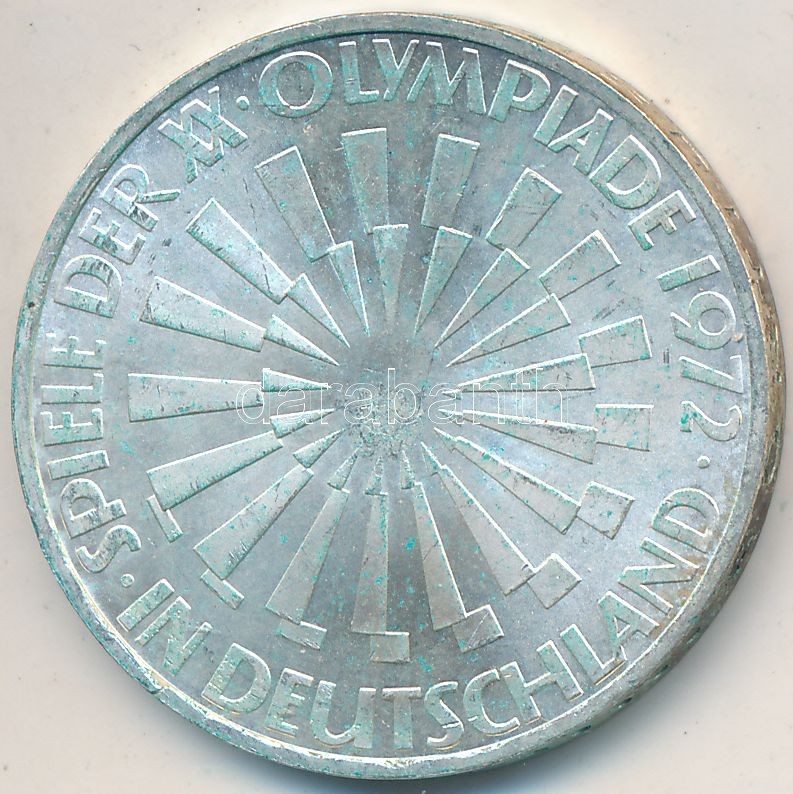 SPIELE DER XX · OLYMPIADE 1972 · IN DEUTSCHLAND ·
darabanth